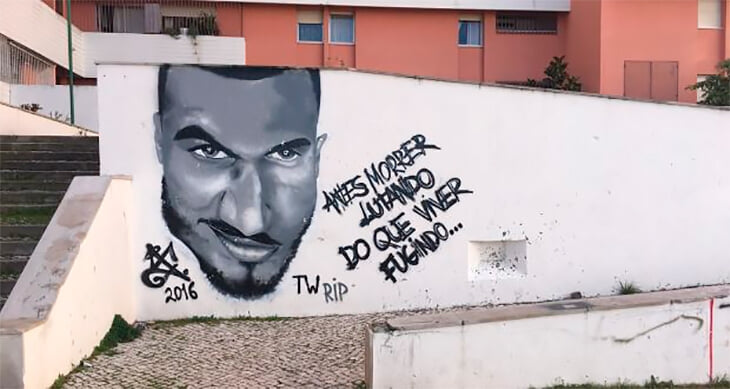 ANTES MORRER
LUTANDO
DO QUE VIVER
FUGINDO...
2016
TW RIP